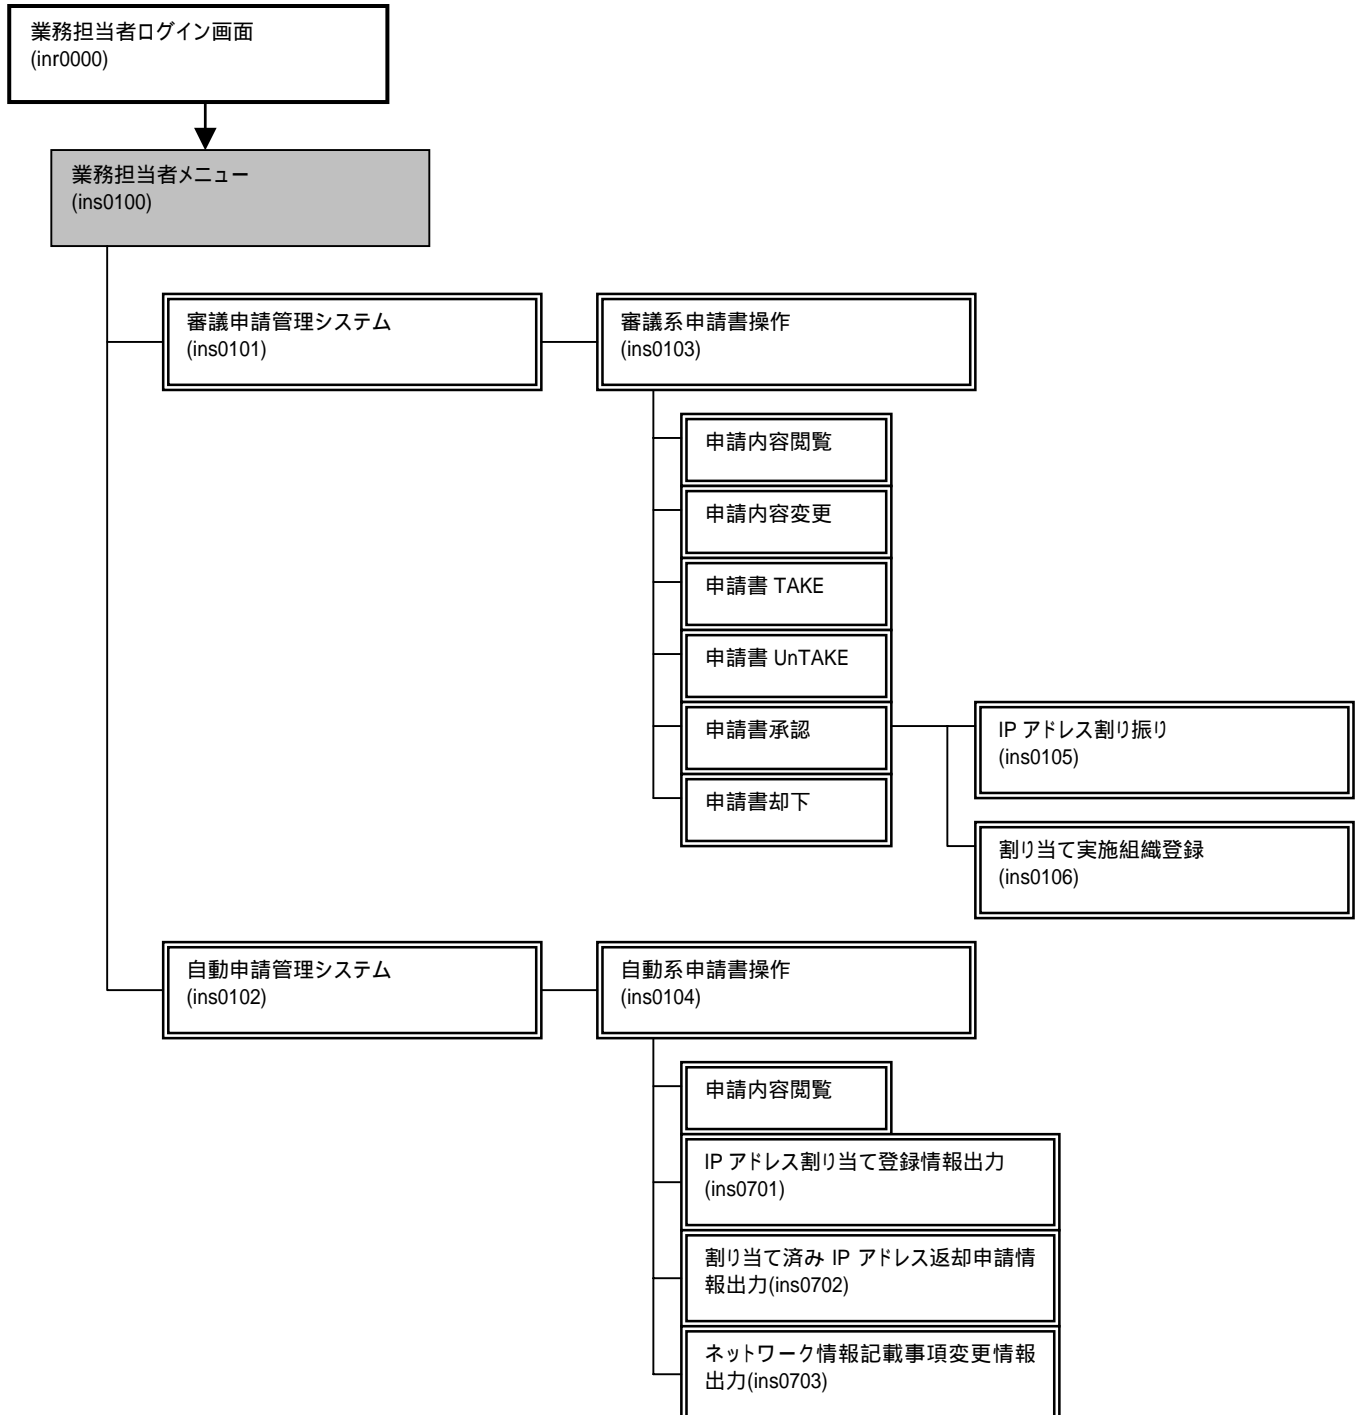 業務担当者ログイン画面
(inr0000)
業務担当者メニュー
(ins0100)
審議申請管理システム
(ins0101)
審議系申請書操作
(ins0103)
申請内容閲覧
申請内容変更
申請書 TAKE
申請書 UnTAKE
申請書承認
IP アドレス割り振り
(ins0105)
申請書却下
割り当て実施組織登録
(ins0106)
自動申請管理システム
(ins0102)
自動系申請書操作
(ins0104)
申請内容閲覧
IP アドレス割り当て登録情報出力
(ins0701)
割り当て済み IP アドレス返却申請情
報出力(ins0702)
ネットワーク情報記載事項変更情報
出力(ins0703)